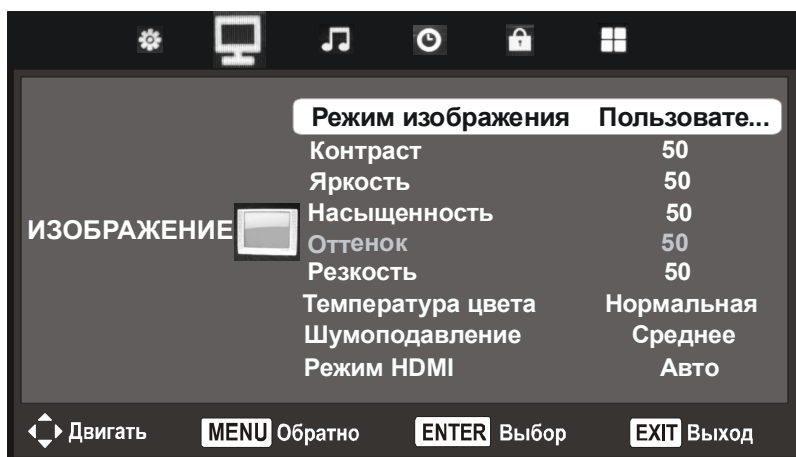 Режим изображения Пользовате...
Контраст 50
Яркость 50
Насыщенность 50
ИЗОБРАЖЕНИЕ
Оттенок 50
Резкость 50
Температура цвета Нормальная
Шумоподавление Среднее
Режим HDMI Авто
Двигать MENU Обратно ENTER Выбор EXIT Выход